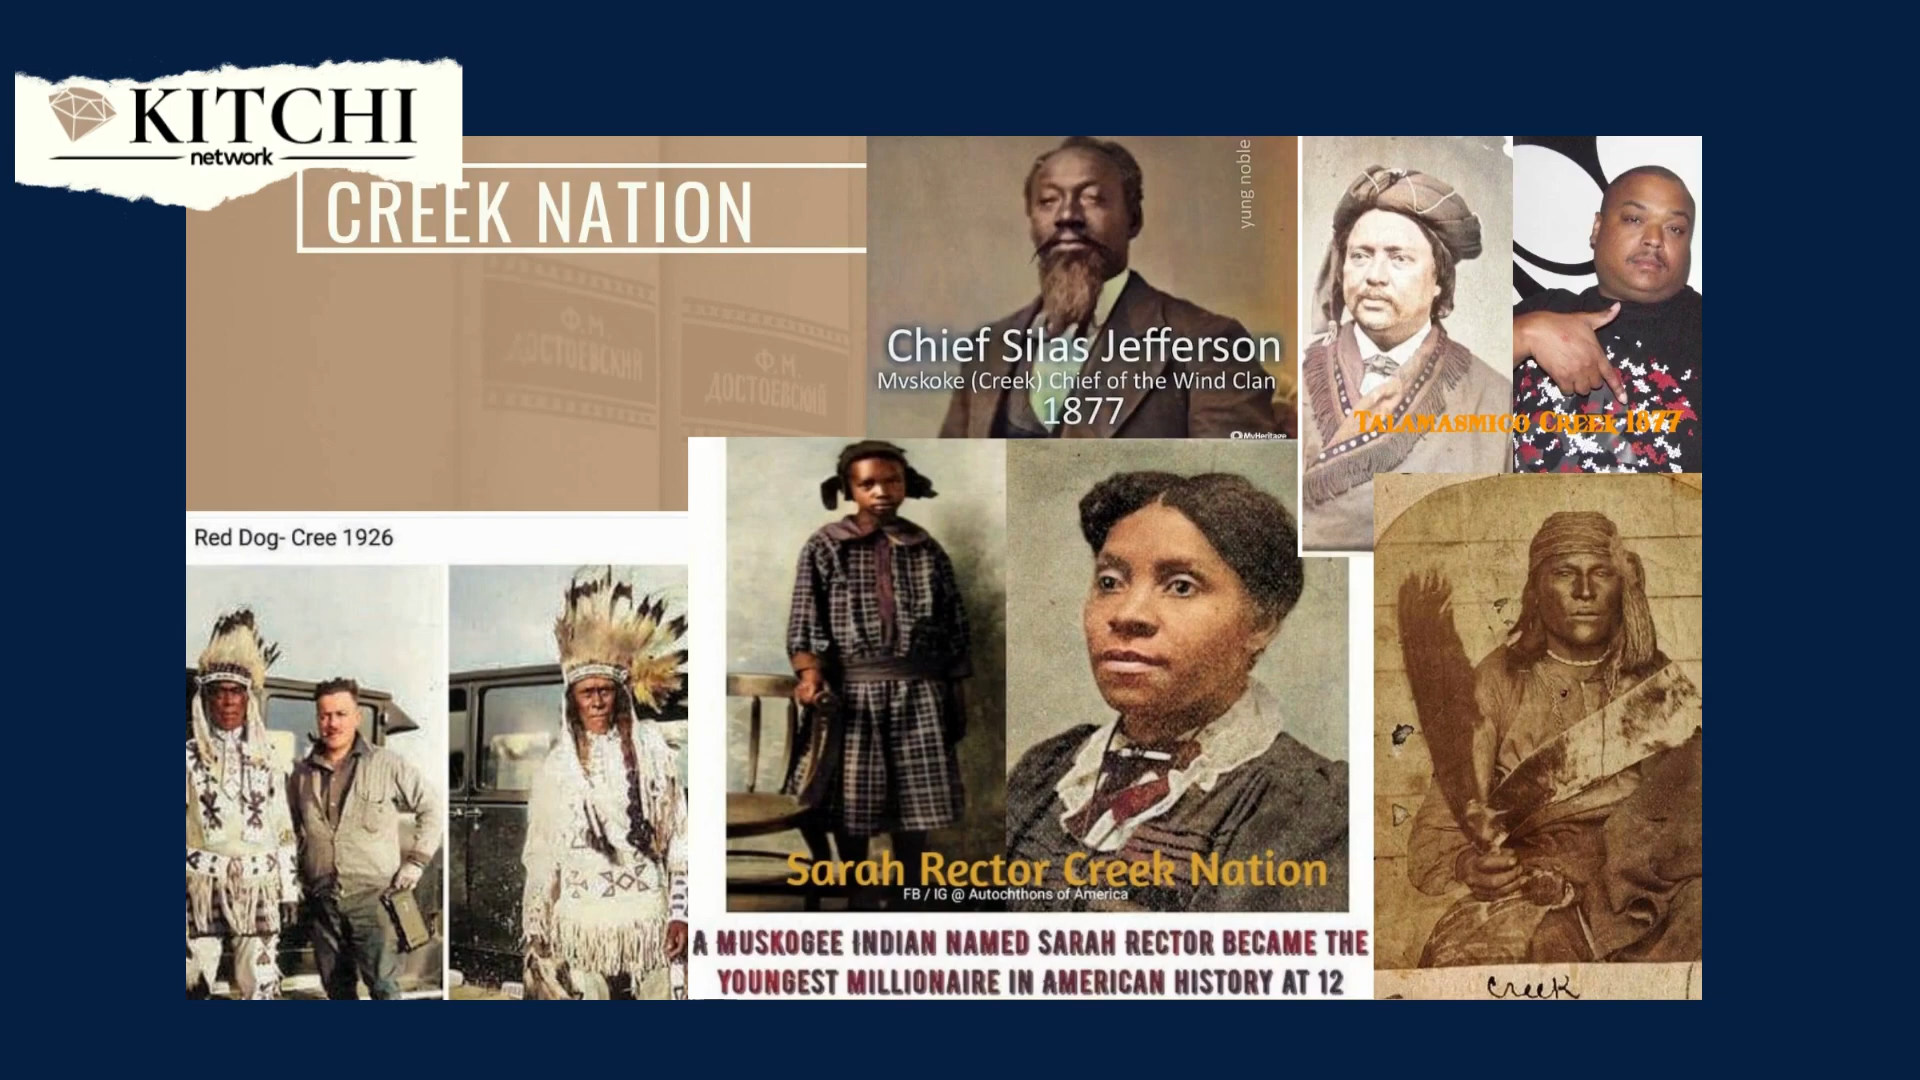 KITCHI
network
CREEK NATION
Ф.М.
ДОСТОЕВСКИЙ
Ф.М.
ДОСТОЕВСКИЙ
yung noble
Chief Silas Jefferson
Mvskoke (Creek) Chief of the Wind Clan
1877
MyHeritage
Talamasmico Creek 1877
Red Dog- Cree 1926
Sarah Rector Creek Nation
FB / IG @ Autochthons of America
A MUSKOGEE INDIAN NAMED SARAH RECTOR BECAME THE
YOUNGEST MILLIONAIRE IN AMERICAN HISTORY AT 12
Creek